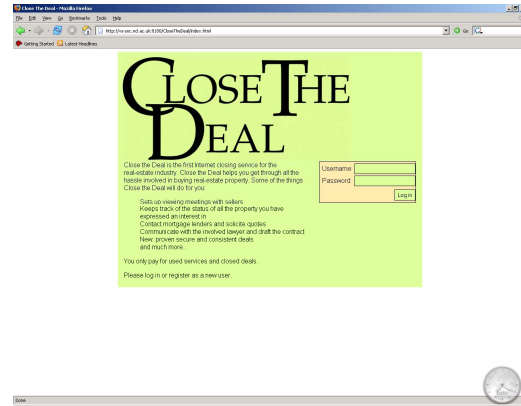 Close The Deal - Mozilla Firefox
File Edit View Go Bookmarks Tools Help
Go
Getting Started Latest Headlines
CLOSE THE
DEAL
Close the Deal is the first Internet closing service for the
real-estate industry. Close the Deal helps you get through all the
hassle involved in buying real-estate property. Some of the things
Close the Deal will do for you:
Username:
Password:
Log in
Sets up viewing meetings with sellers
Keeps track of the status of all the property you have
expressed an interest in
Contact mortgage lenders and solicite quotes
Communicate with the involved lawyer and draft the contract
New: proven secure and consistent deals
and much more...
You only pay for used services and closed deals.
Please log in or register as a new user.
Done